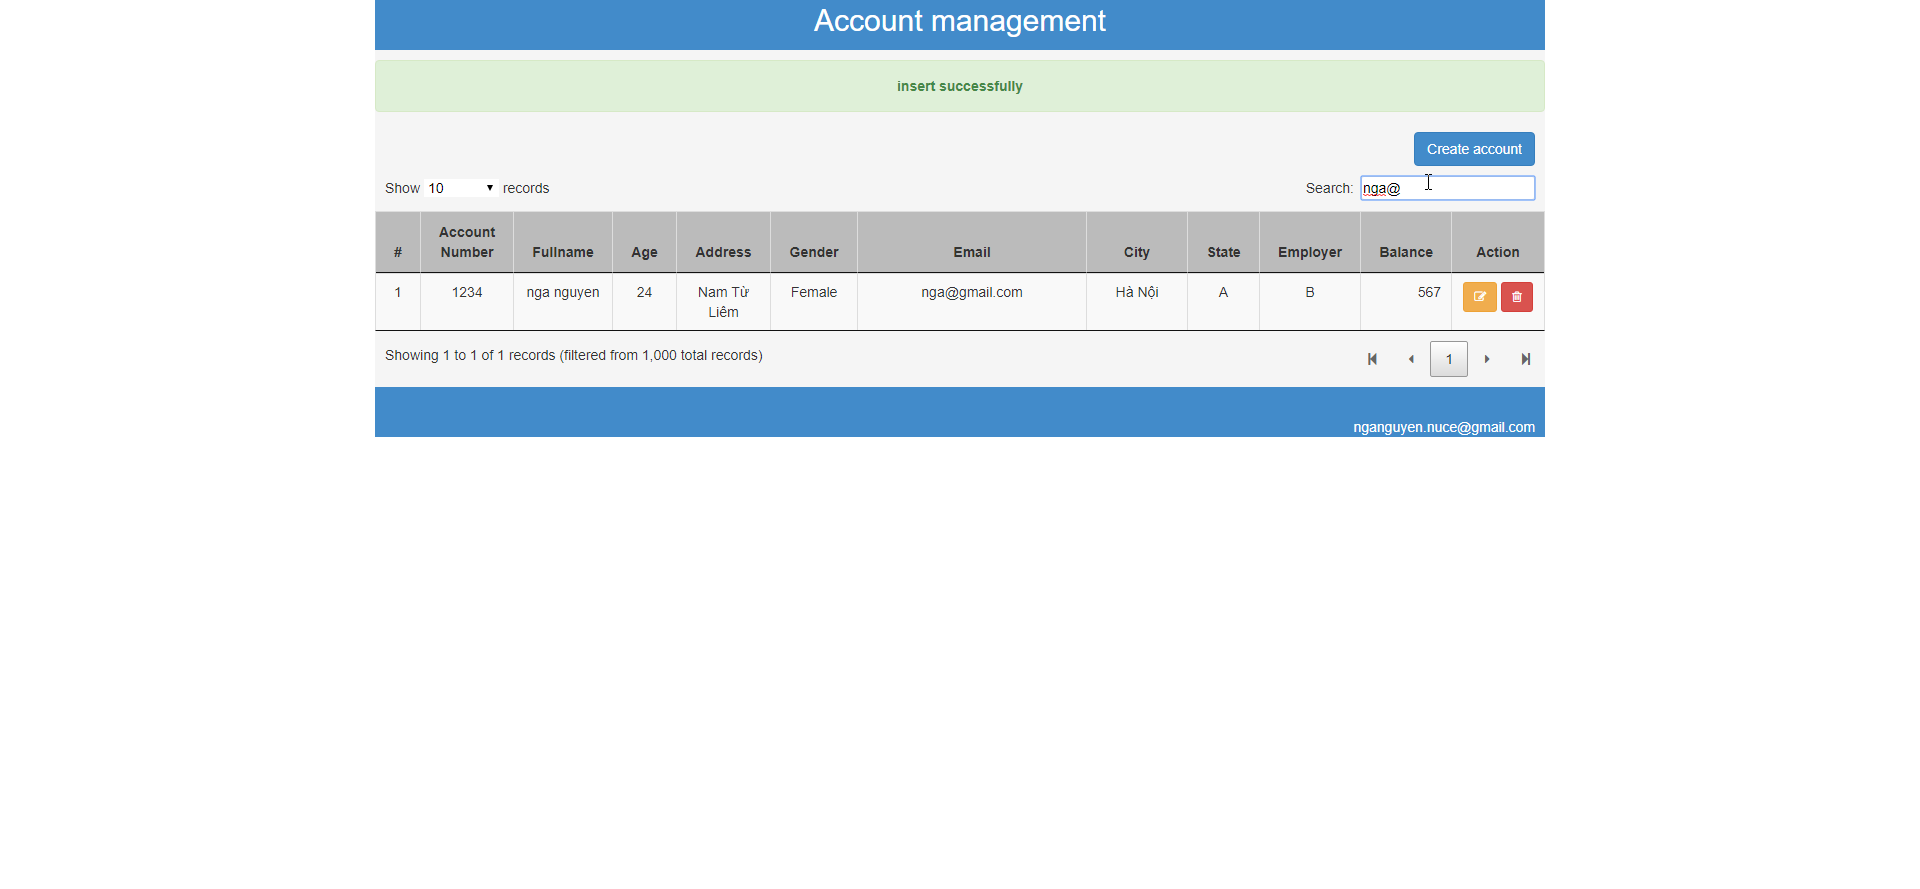 Account management
insert successfully
Create account
Show 10 records
Search: nga@
# Account Number Fullname Age Address Gender Email City State Employer Balance Action
1 1234 nga nguyen 24 Nam Từ Liêm Female nga@gmail.com Hà Nội A B 567
Showing 1 to 1 of 1 records (filtered from 1,000 total records)
1
nganguyen.nuce@gmail.com